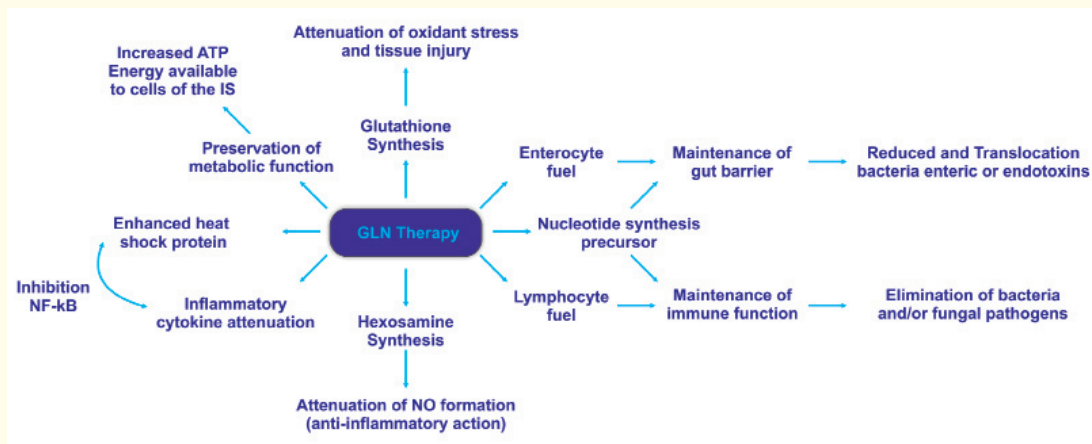 Attenuation of oxidant stress
and tissue injury
Increased ATP
Energy available
to cells of the IS
Glutathione
Synthesis
Preservation of
metabolic function
Enterocyte
fuel
Maintenance of
gut barrier
Reduced and Translocation
bacteria enteric or endotoxins
Enhanced heat
shock protein
GLN Therapy
Nucleotide synthesis
precursor
Inhibition
NF-kB
Inflammatory
cytokine attenuation
Hexosamine
Synthesis
Lymphocyte
fuel
Maintenance of
immune function
Elimination of bacteria
and/or fungal pathogens
Attenuation of NO formation
(anti-inflammatory action)